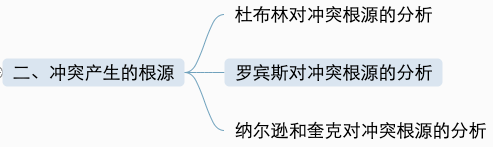 杜布林对冲突根源的分析
二、冲突产生的根源
罗宾斯对冲突根源的分析
纳尔逊和奎克对冲突根源的分析